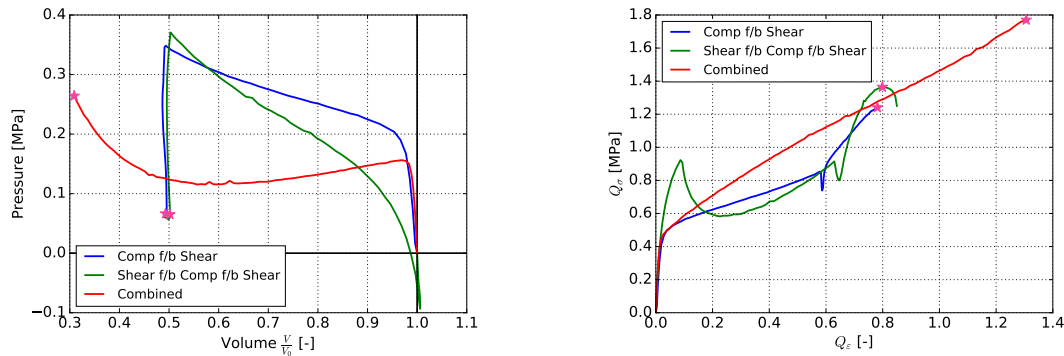 0.4
0.3
0.2
0.1
0.0
−0.1
Pressure [MPa]
Comp f/b Shear
Shear f/b Comp f/b Shear
Combined
0.3 0.4 0.5 0.6 0.7 0.8 0.9 1.0 1.1
Volume V/V₀ [-]
1.8
1.6
1.4
1.2
1.0
0.8
0.6
0.4
0.2
0.0
Qσ [MPa]
Comp f/b Shear
Shear f/b Comp f/b Shear
Combined
0.0 0.2 0.4 0.6 0.8 1.0 1.2 1.4
Qε [-]